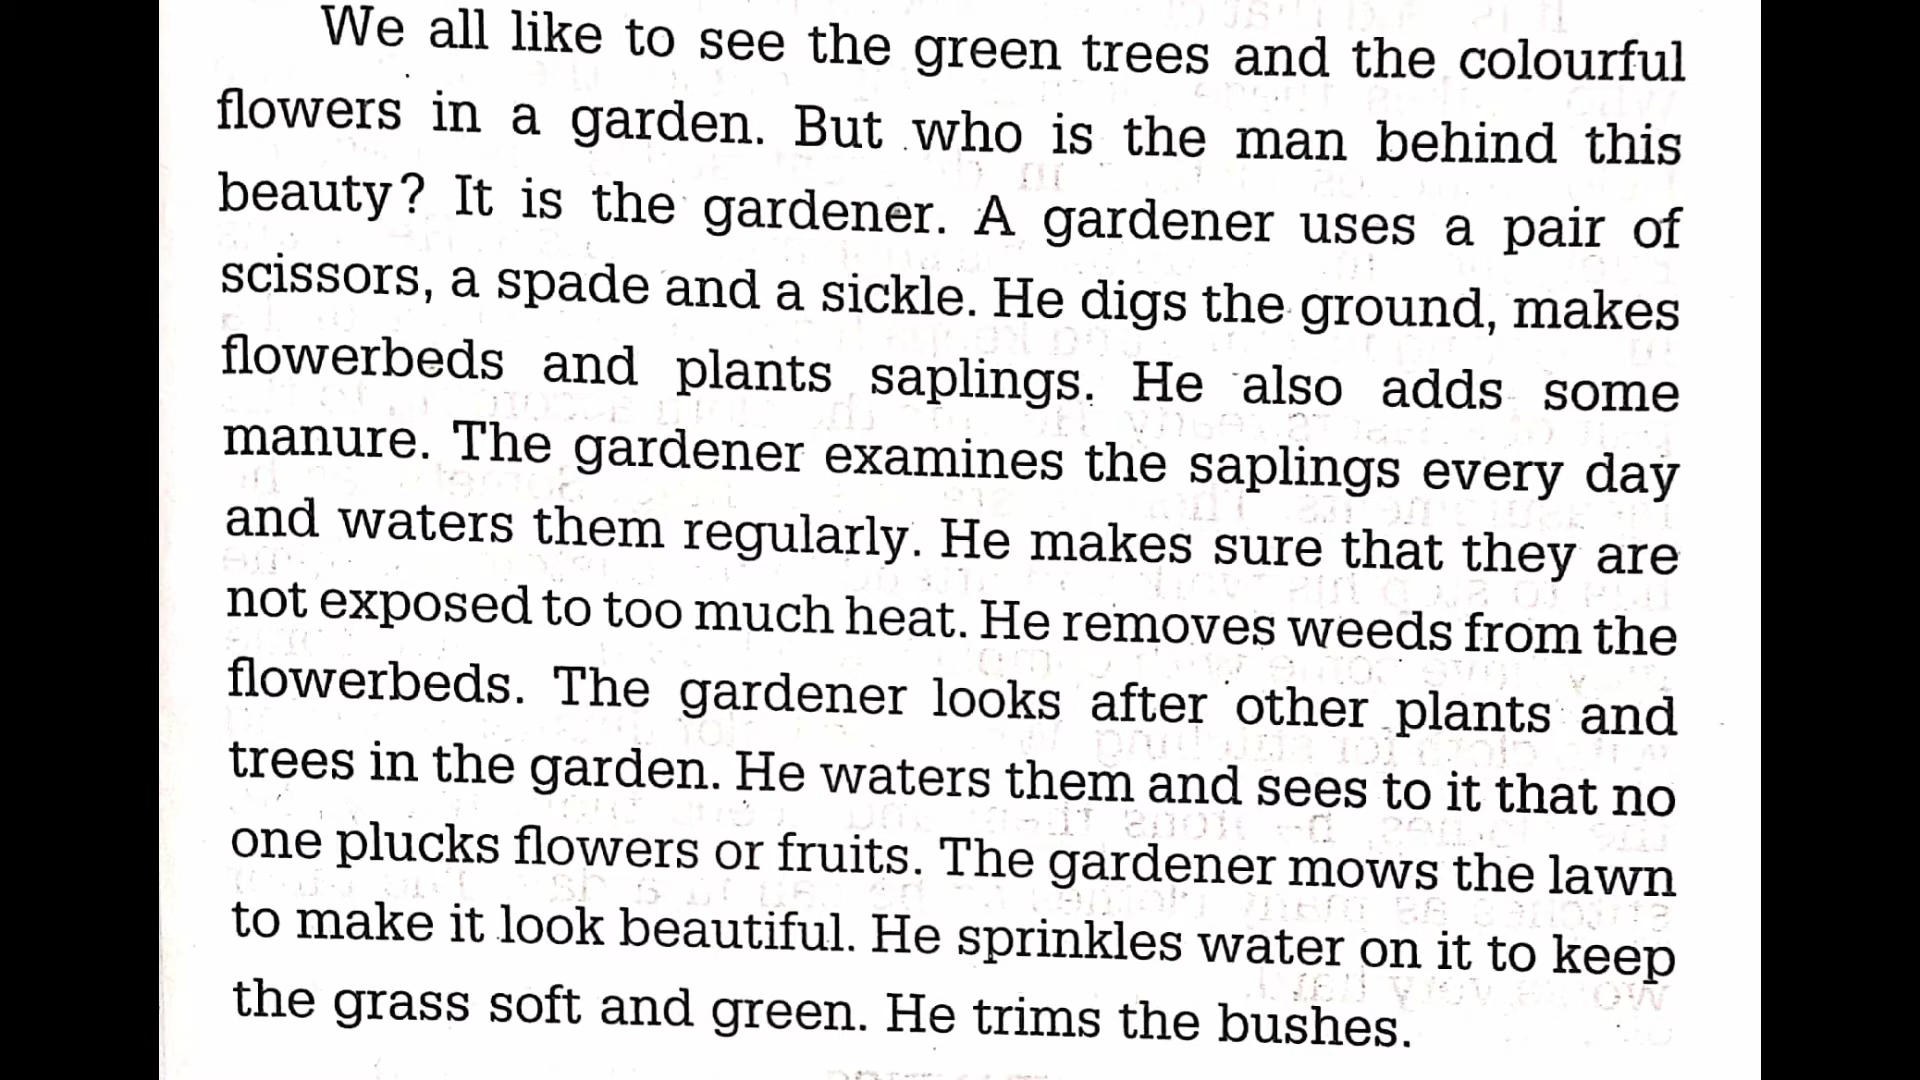 We all like to see the green trees and the colourful
flowers in a garden. But who is the man behind this
beauty? It is the gardener. A gardener uses a pair of
scissors, a spade and a sickle. He digs the ground, makes
flowerbeds and plants saplings. He also adds some
manure. The gardener examines the saplings every day
and waters them regularly. He makes sure that they are
not exposed to too much heat. He removes weeds from the
flowerbeds. The gardener looks after other plants and
trees in the garden. He waters them and sees to it that no
one plucks flowers or fruits. The gardener mows the lawn
to make it look beautiful. He sprinkles water on it to keep
the grass soft and green. He trims the bushes.